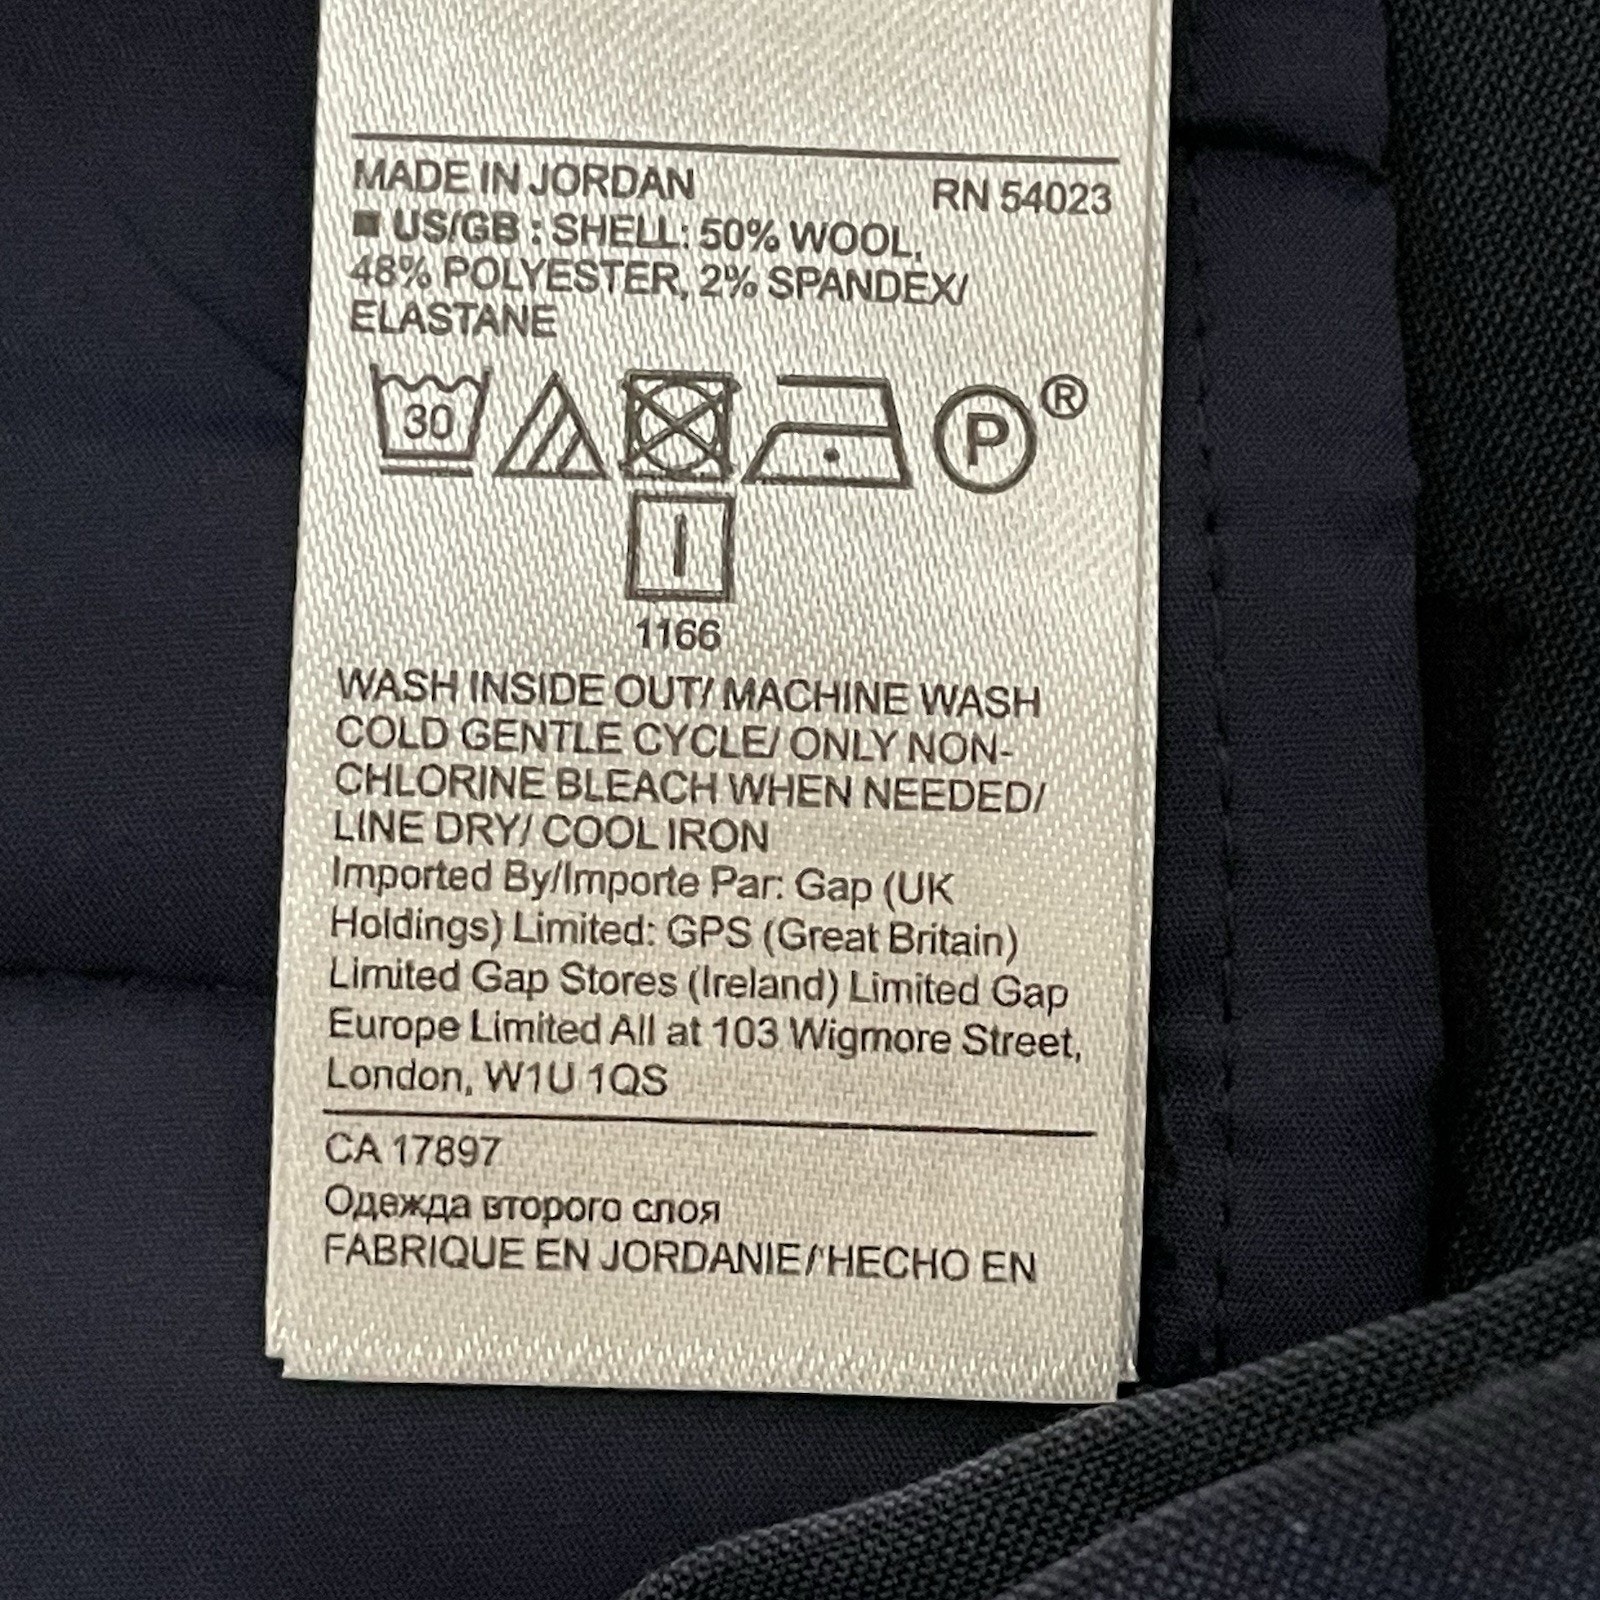 MADE IN JORDAN RN 54023
■ US/GB : SHELL: 50% WOOL,
48% POLYESTER, 2% SPANDEX/
ELASTANE
30 P ®
1166
WASH INSIDE OUT/ MACHINE WASH
COLD GENTLE CYCLE/ ONLY NON-
CHLORINE BLEACH WHEN NEEDED/
LINE DRY/ COOL IRON
Imported By/Importe Par: Gap (UK
Holdings) Limited: GPS (Great Britain)
Limited Gap Stores (Ireland) Limited Gap
Europe Limited All at 103 Wigmore Street,
London, W1U 1QS
CA 17897
Одежда второго слоя
FABRIQUE EN JORDANIE/HECHO EN